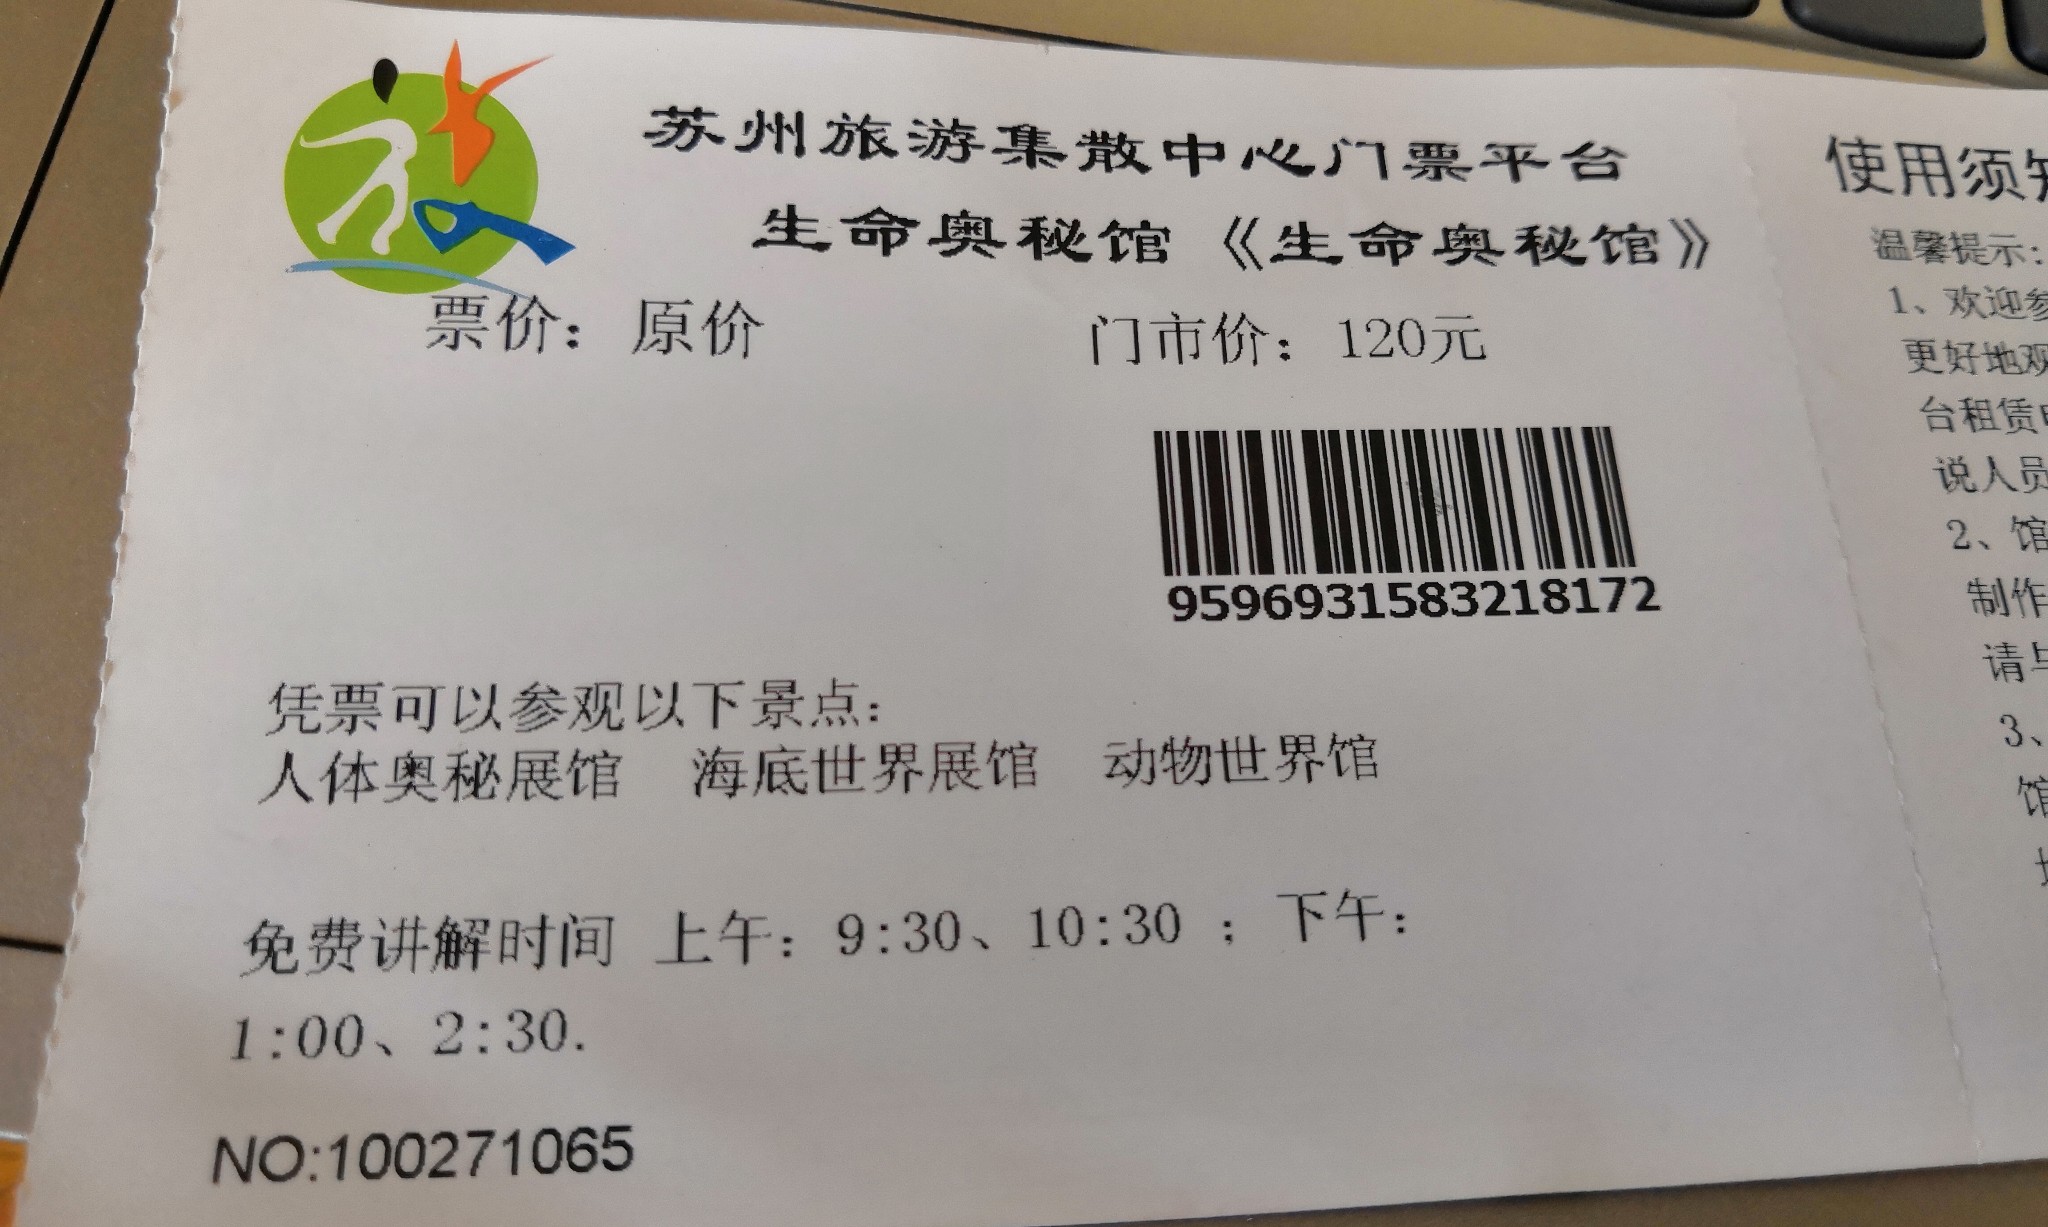 苏州旅游集散中心门票平台
生命奥秘馆《生命奥秘馆》
票价：原价 门市价：120元
9596931583218172
凭票可以参观以下景点：
人体奥秘展馆 海底世界展馆 动物世界馆
免费讲解时间 上午：9:30、10:30 ；下午：
1:00、2:30.
NO:100271065
使用须
温馨提示：
1、欢迎
更好地观
台租赁
说人员
2、馆
制作
请与
3、
馆